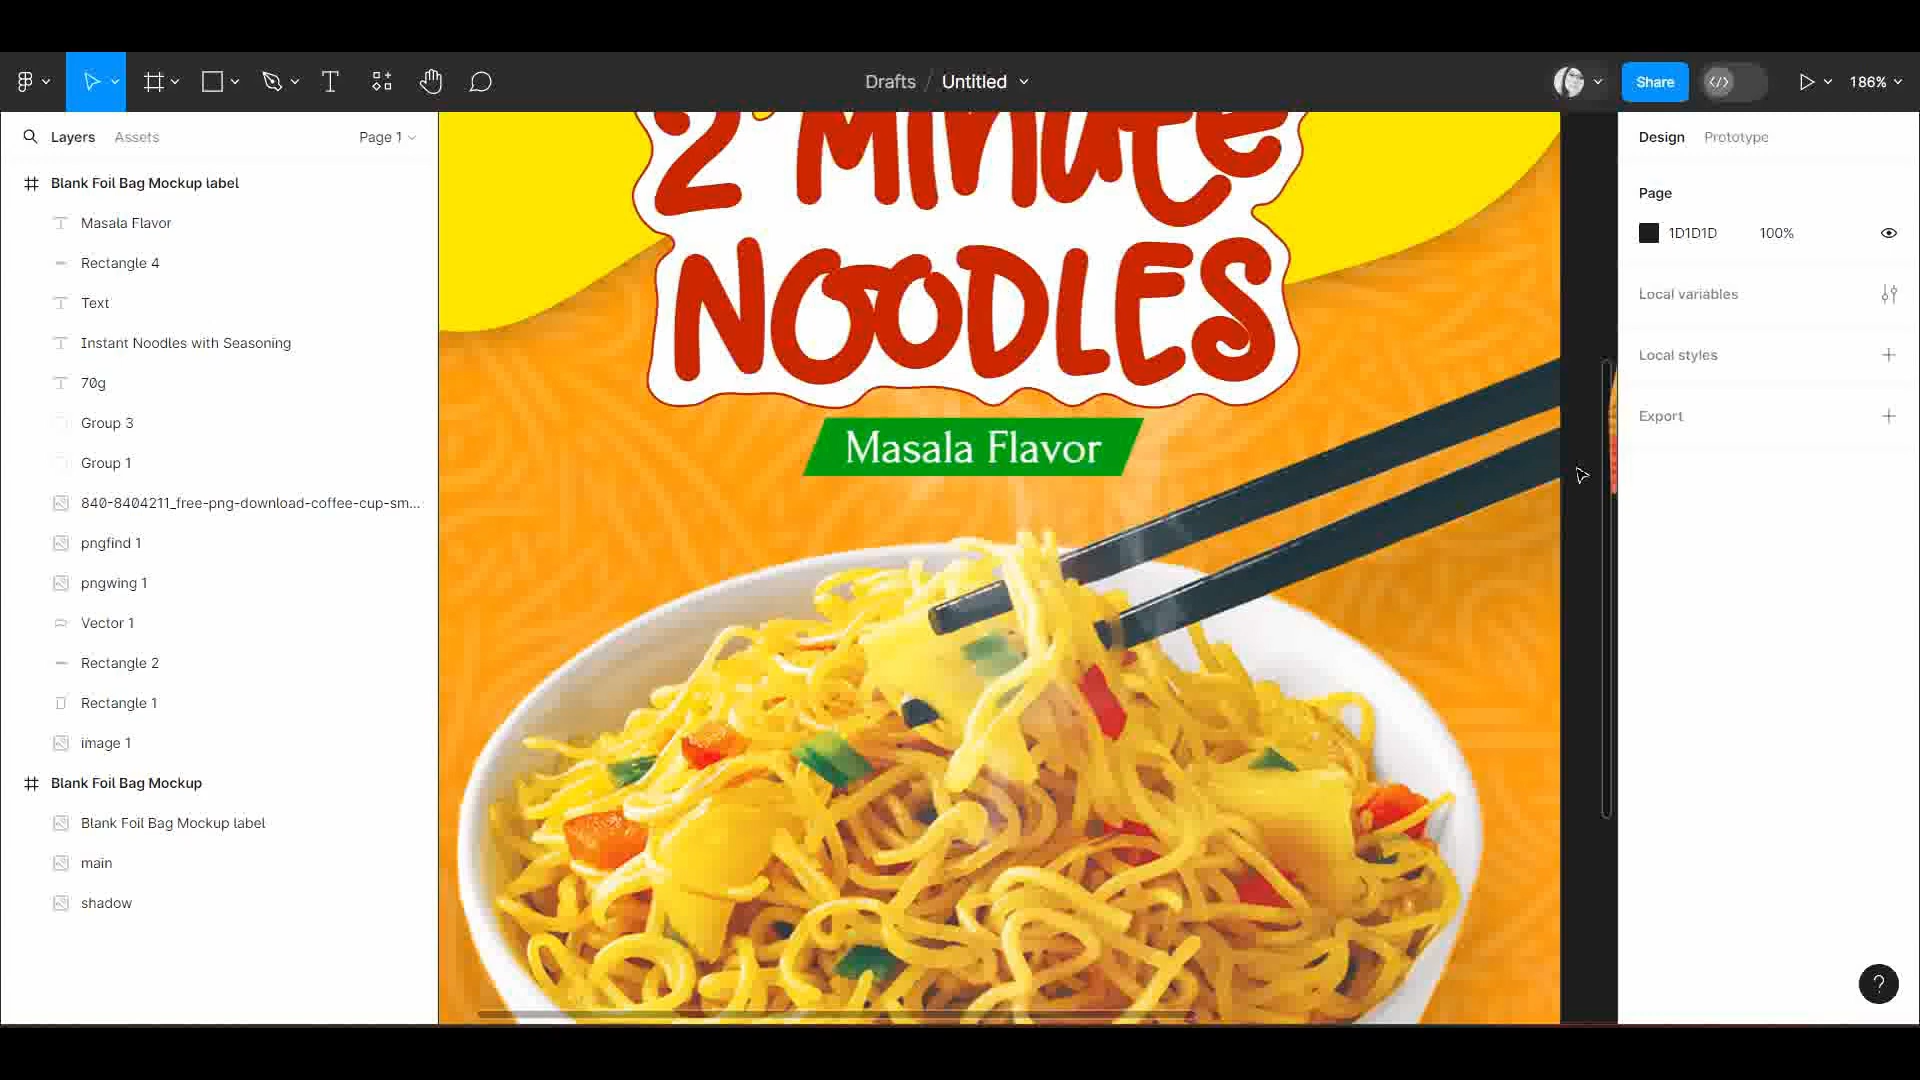 Drafts / Untitled
Share
186%
Layers
Assets
Page 1
Blank Foil Bag Mockup label
Masala Flavor
Rectangle 4
Text
Instant Noodles with Seasoning
70g
Group 3
Group 1
840-8404211_free-png-download-coffee-cup-sm...
pngfind 1
pngwing 1
Vector 1
Rectangle 2
Rectangle 1
image 1
Blank Foil Bag Mockup
Blank Foil Bag Mockup label
main
shadow
2 Minute
NOODLES
Masala Flavor
Design
Prototype
Page
1D1D1D
100%
Local variables
Local styles
Export
?